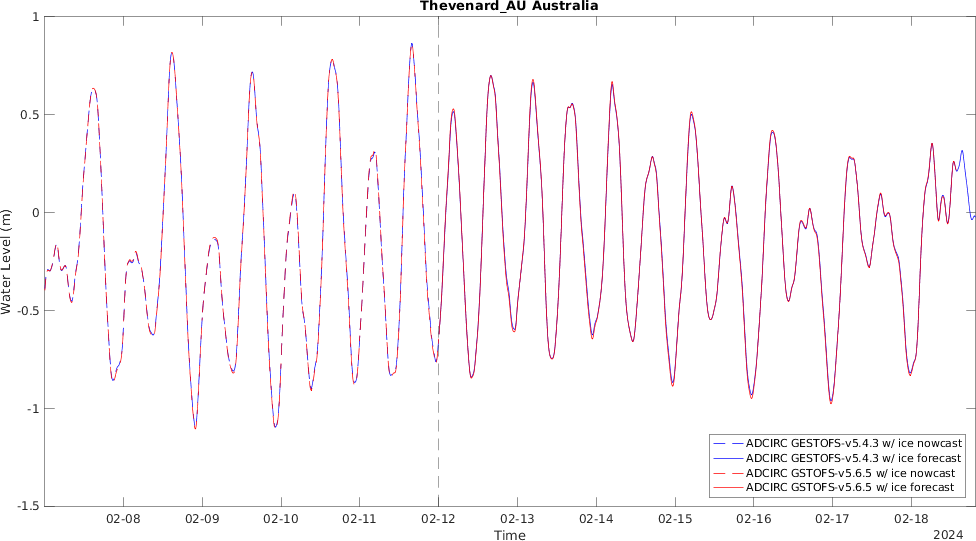 Thevenard_AU Australia
1
0.5
0
-0.5
-1
-1.5
Water Level (m)
ADCIRC GESTOFS-v5.4.3 w/ ice nowcast
ADCIRC GESTOFS-v5.4.3 w/ ice forecast
ADCIRC GSTOFS-v5.6.5 w/ ice nowcast
ADCIRC GSTOFS-v5.6.5 w/ ice forecast
02-08 02-09 02-10 02-11 02-12 02-13 02-14 02-15 02-16 02-17 02-18
Time
2024